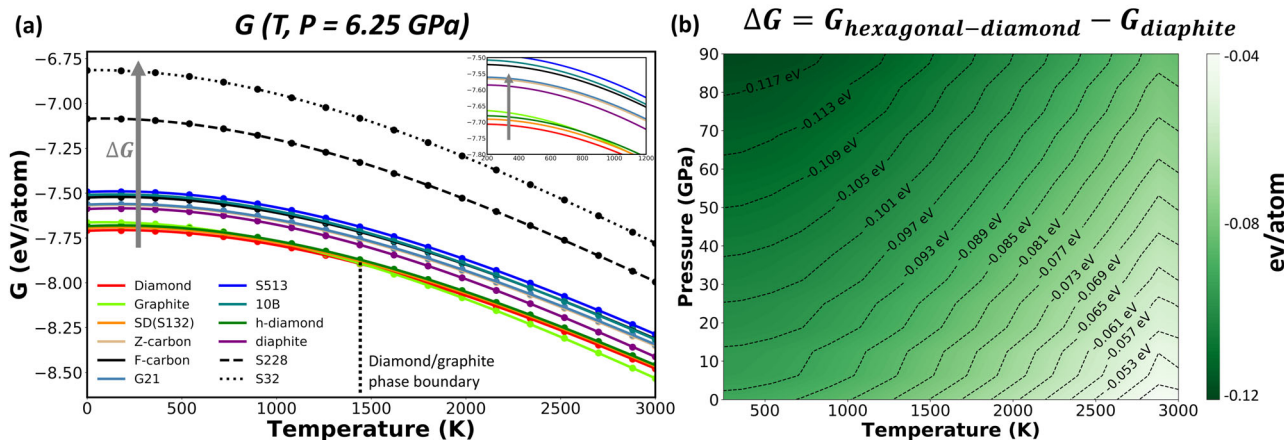 (a)
G (T, P = 6.25 GPa)
G (eV/atom)
-6.75
-7.00
-7.25
-7.50
-7.75
-8.00
-8.25
-8.50
ΔG
-7.50
-7.55
-7.60
-7.65
-7.70
-7.75
-7.80
200 400 600 800 1000 1200
Diamond
Graphite
SD(S132)
Z-carbon
F-carbon
G21
S513
10B
h-diamond
diaphite
S228
S32
Diamond/graphite
phase boundary
0 500 1000 1500 2000 2500 3000
Temperature (K)
(b)
ΔG = G hexagonal-diamond − G diaphite
Pressure (GPa)
90
80
70
60
50
40
30
20
10
0
-0.117 eV
-0.113 eV
-0.109 eV
-0.105 eV
-0.101 eV
-0.097 eV
-0.093 eV
-0.089 eV
-0.085 eV
-0.081 eV
-0.077 eV
-0.073 eV
-0.069 eV
-0.065 eV
-0.061 eV
-0.057 eV
-0.053 eV
500 1000 1500 2000 2500 3000
Temperature (K)
-0.04
-0.08
-0.12
eV/atom